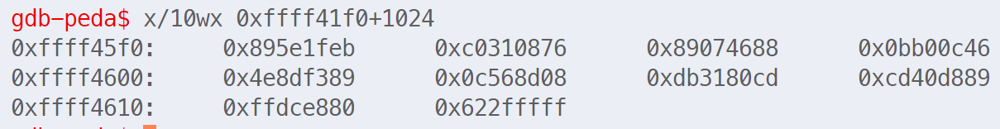 gdb-peda$ x/10wx 0xffff41f0+1024
0xffff45f0: 0x895e1feb 0xc0310876 0x89074688 0x0bb00c46
0xffff4600: 0x4e8df389 0x0c568d08 0xdb3180cd 0xcd40d889
0xffff4610: 0xffdce880 0x622fffff